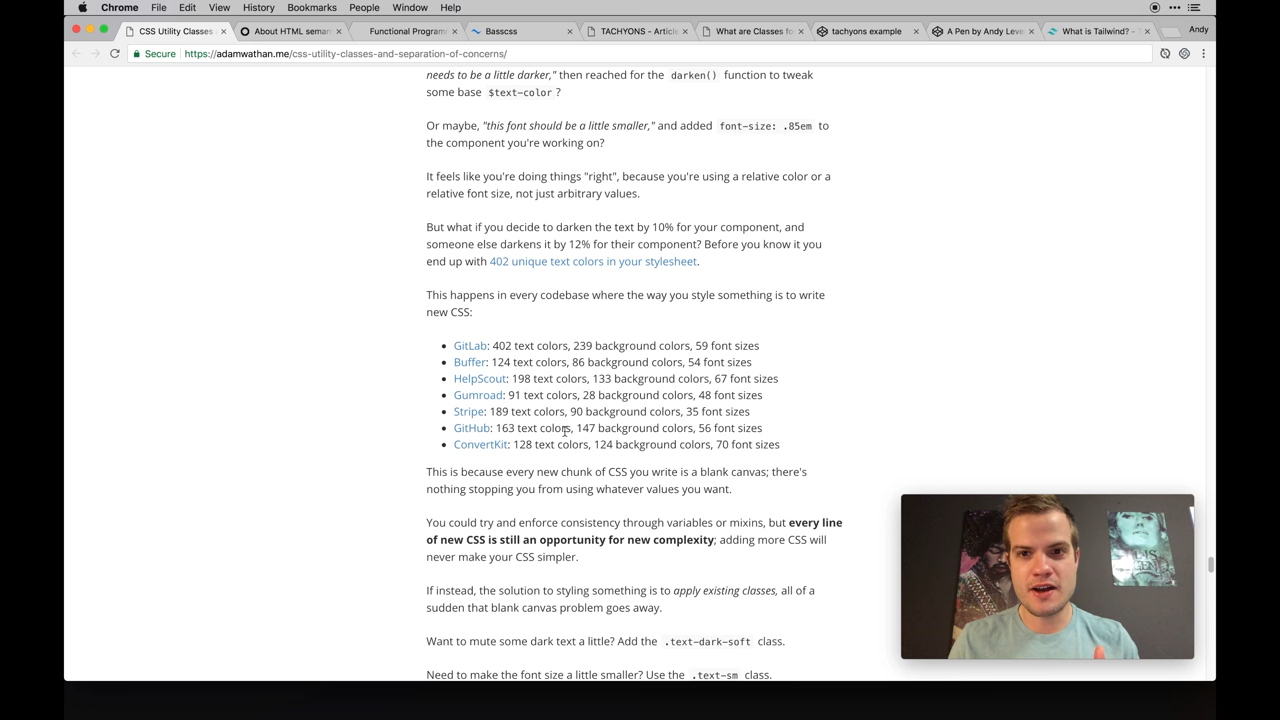 Chrome File Edit View History Bookmarks People Window Help
CSS Utility Classes
About HTML seman
Functional Programm
Basscss
TACHYONS - Article
What are Classes fo
tachyons example
A Pen by Andy Leve
What is Tailwind? -
Andy
Secure https://adamwathan.me/css-utility-classes-and-separation-of-concerns/
needs to be a little darker," then reached for the darken() function to tweak
some base $text-color ?
Or maybe, "this font should be a little smaller," and added font-size: .85em to
the component you're working on?
It feels like you're doing things "right", because you're using a relative color or a
relative font size, not just arbitrary values.
But what if you decide to darken the text by 10% for your component, and
someone else darkens it by 12% for their component? Before you know it you
end up with 402 unique text colors in your stylesheet.
This happens in every codebase where the way you style something is to write
new CSS:
• GitLab: 402 text colors, 239 background colors, 59 font sizes
• Buffer: 124 text colors, 86 background colors, 54 font sizes
• HelpScout: 198 text colors, 133 background colors, 67 font sizes
• Gumroad: 91 text colors, 28 background colors, 48 font sizes
• Stripe: 189 text colors, 90 background colors, 35 font sizes
• GitHub: 163 text colors, 147 background colors, 56 font sizes
• ConvertKit: 128 text colors, 124 background colors, 70 font sizes
This is because every new chunk of CSS you write is a blank canvas; there's
nothing stopping you from using whatever values you want.
You could try and enforce consistency through variables or mixins, but every line
of new CSS is still an opportunity for new complexity; adding more CSS will
never make your CSS simpler.
If instead, the solution to styling something is to apply existing classes, all of a
sudden that blank canvas problem goes away.
Want to mute some dark text a little? Add the .text-dark-soft class.
Need to make the font size a little smaller? Use the .text-sm class.